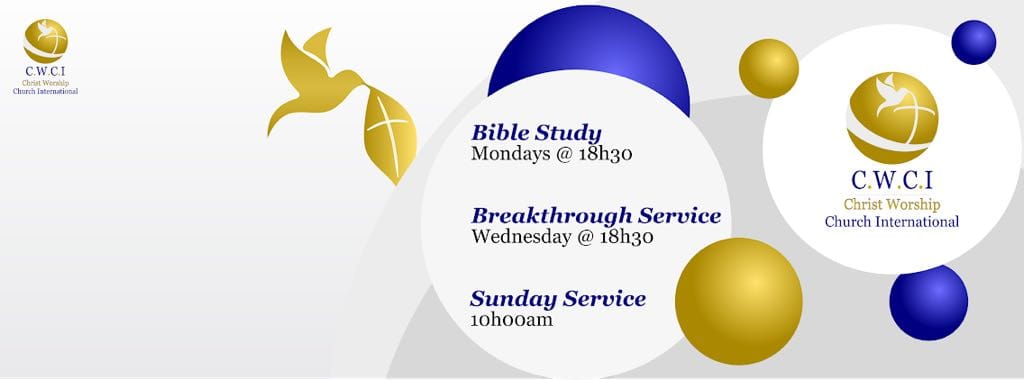 C.W.C.I
Christ Worship
Church International
Bible Study
Mondays @ 18h30
Breakthrough Service
Wednesday @ 18h30
Sunday Service
10h00am
C.W.C.I
Christ Worship
Church International